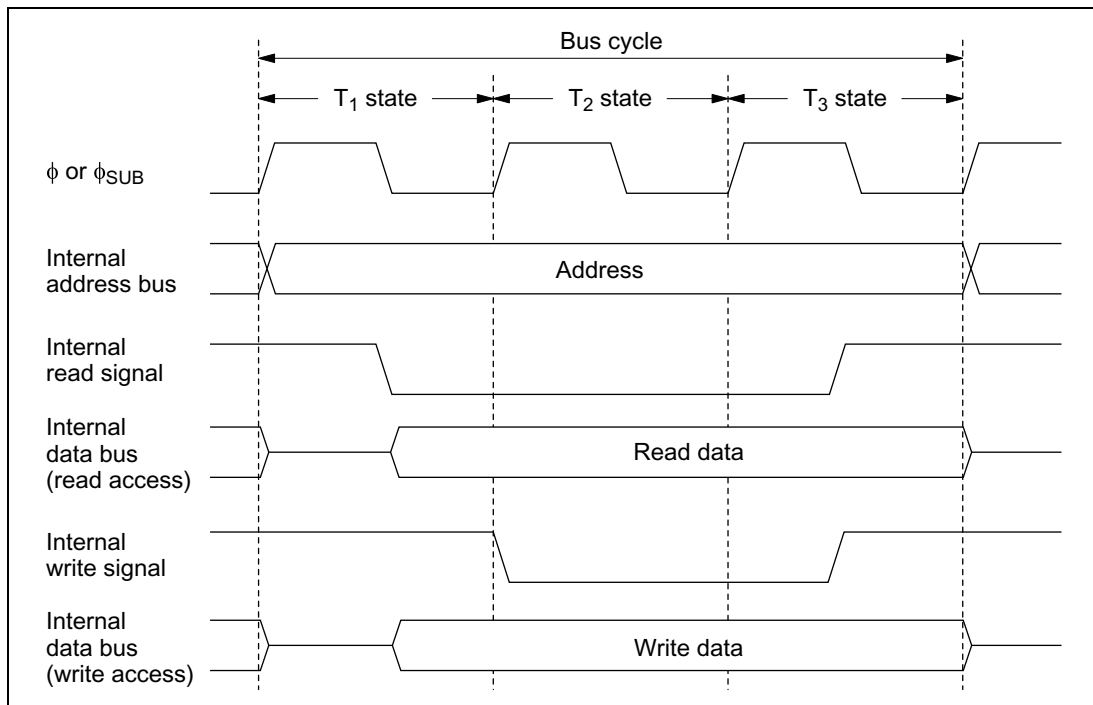 Bus cycle
T₁ state
T₂ state
T₃ state
ϕ or ϕSUB
Internal
address bus
Address
Internal
read signal
Internal
data bus
(read access)
Read data
Internal
write signal
Internal
data bus
(write access)
Write data